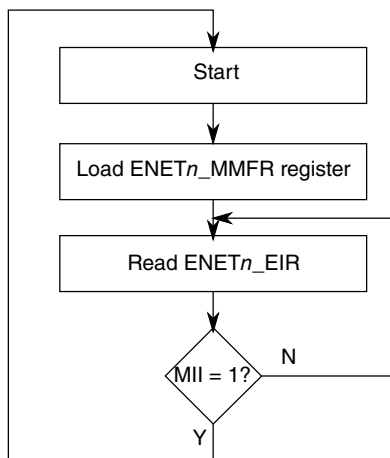 Start
Load ENETn_MMFR register
Read ENETn_EIR
MII = 1?
N
Y